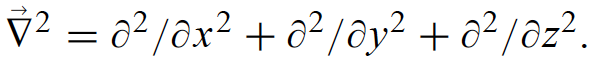 ∇⃗² = ∂²/∂x² + ∂²/∂y² + ∂²/∂z².